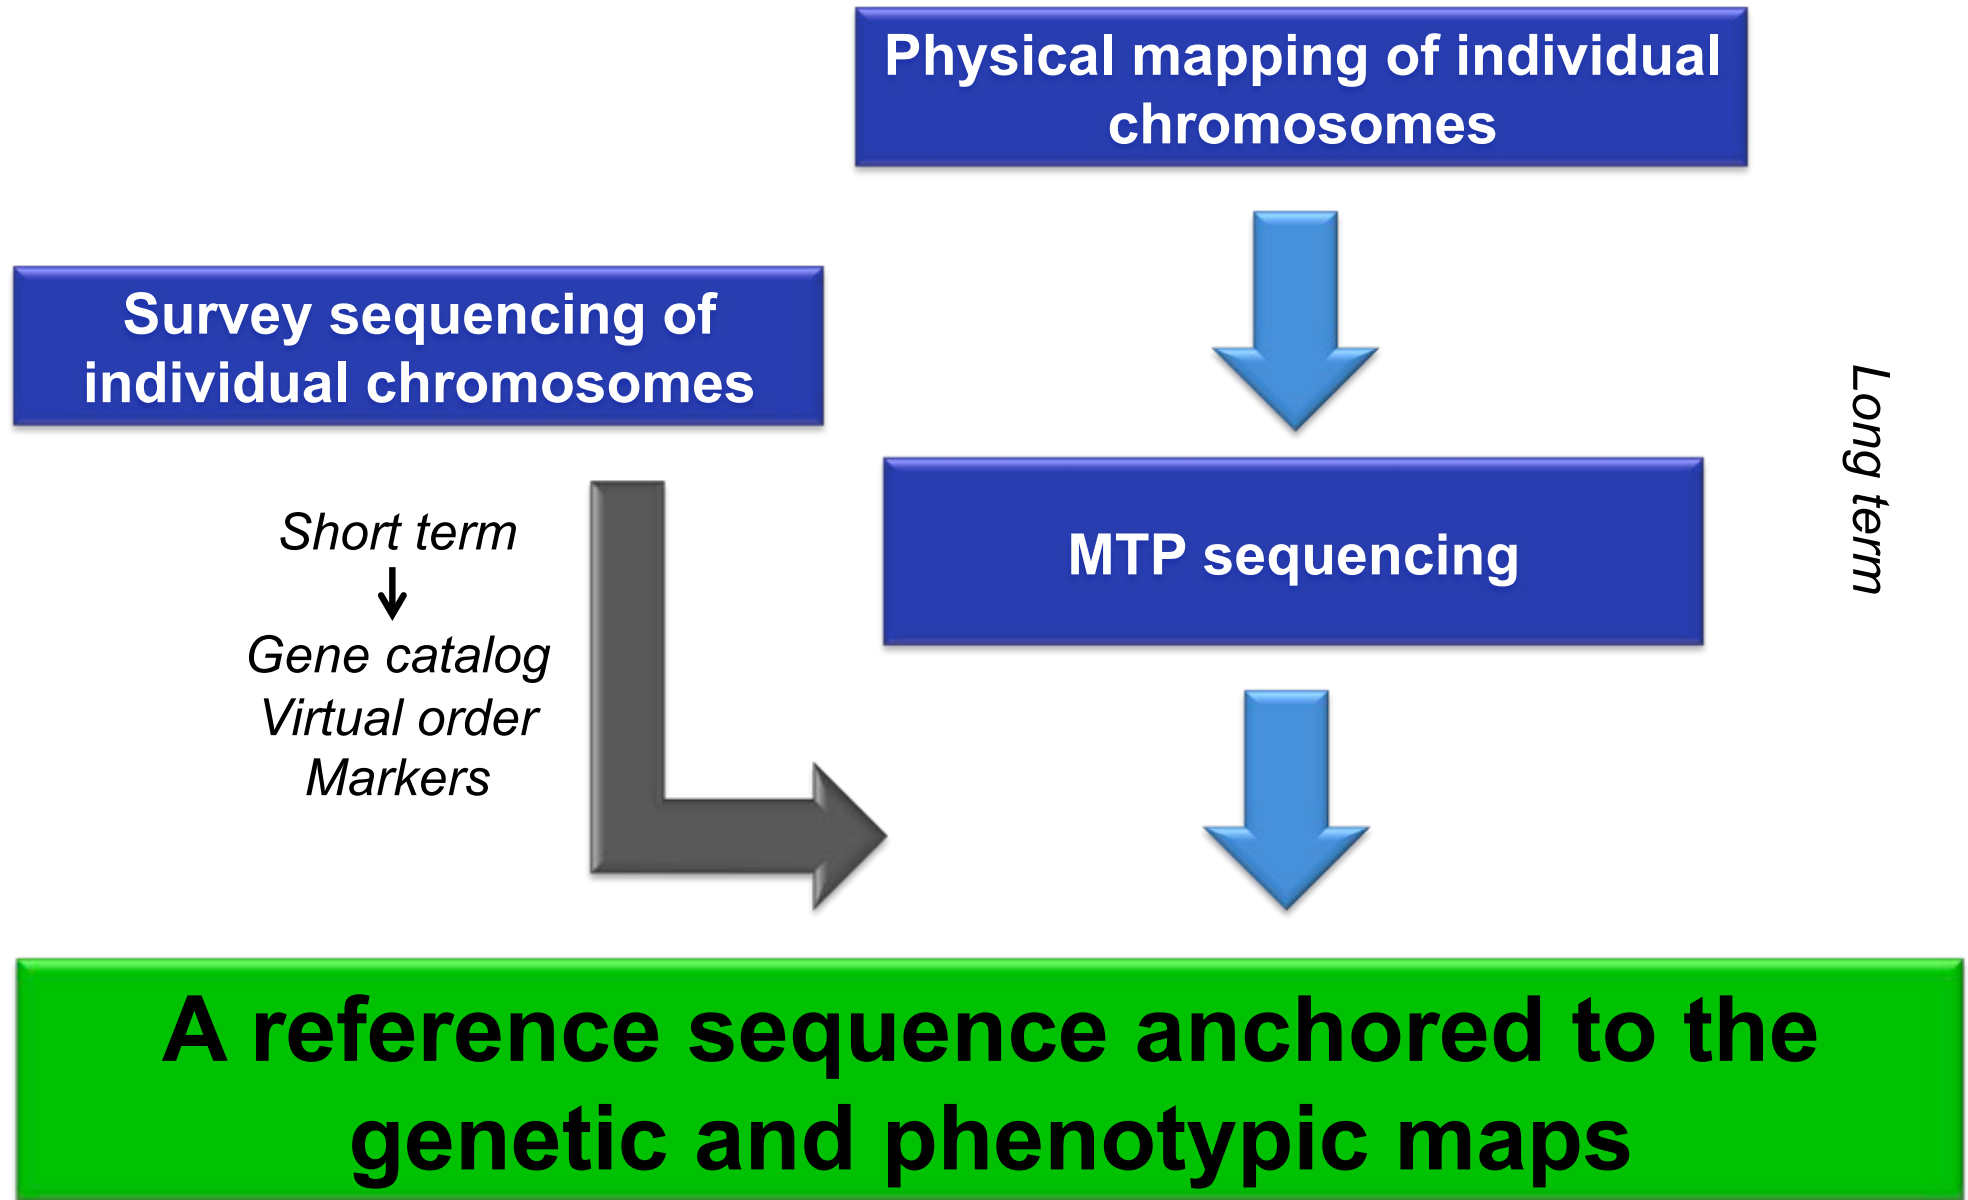 Physical mapping of individual
chromosomes
Survey sequencing of
individual chromosomes
Long term
Short term
MTP sequencing
Gene catalog
Virtual order
Markers
A reference sequence anchored to the
genetic and phenotypic maps